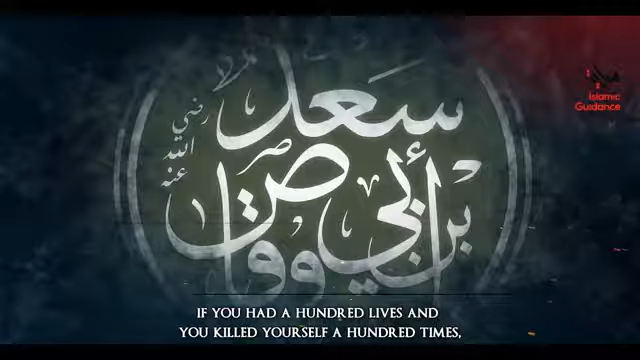 سَعد
بن أبي
وقاص
رضي
الله
عنه
Islamic
Guidance
IF YOU HAD A HUNDRED LIVES AND
YOU KILLED YOURSELF A HUNDRED TIMES,